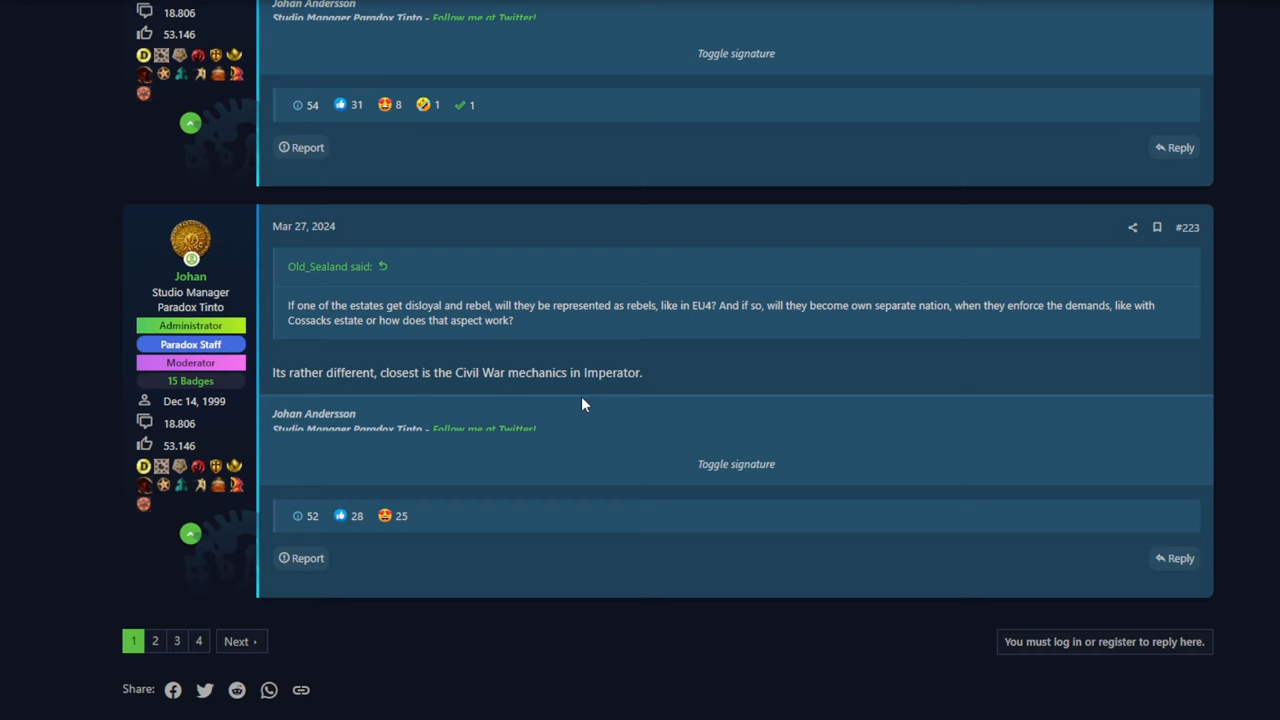 18.806
Johan Andersson
Studio Manager Paradox Tinto - Follow me at Twitter!
53.146
Toggle signature
54 31 8 1 1
Report
Reply
Mar 27, 2024
#223
Johan
Studio Manager
Paradox Tinto
Administrator
Paradox Staff
Moderator
15 Badges
Dec 14, 1999
18.806
53.146
Old_Sealand said:
If one of the estates get disloyal and rebel, will they be represented as rebels, like in EU4? And if so, will they become own separate nation, when they enforce the demands, like with
Cossacks estate or how does that aspect work?
Its rather different, closest is the Civil War mechanics in Imperator.
Johan Andersson
Studio Manager Paradox Tinto - Follow me at Twitter!
Toggle signature
52 28 25
Report
Reply
1 2 3 4 Next
You must log in or register to reply here.
Share: